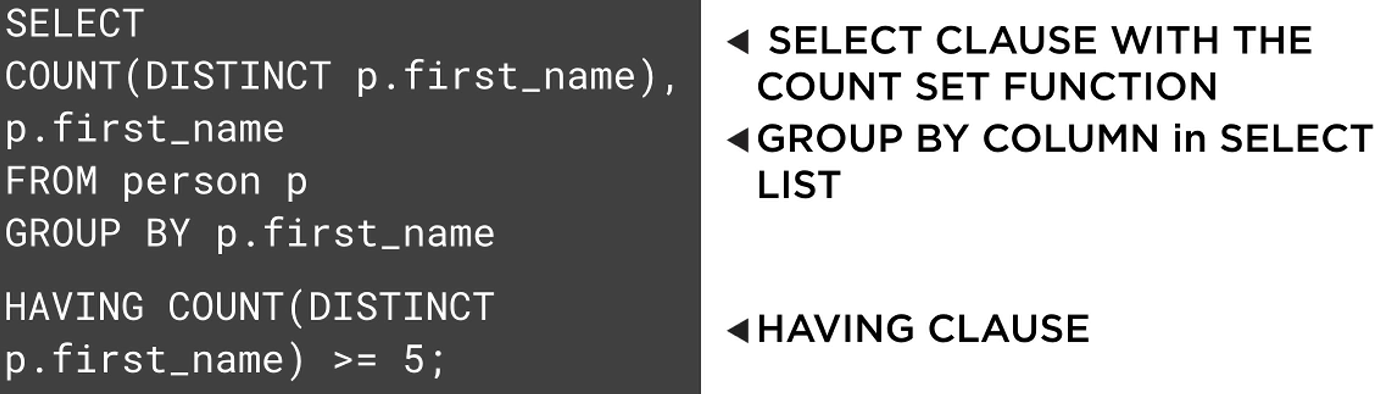 SELECT
COUNT(DISTINCT p.first_name),
p.first_name
FROM person p
GROUP BY p.first_name
HAVING COUNT(DISTINCT
p.first_name) >= 5;
◀ SELECT CLAUSE WITH THE
COUNT SET FUNCTION
◀GROUP BY COLUMN in SELECT
LIST
◀HAVING CLAUSE